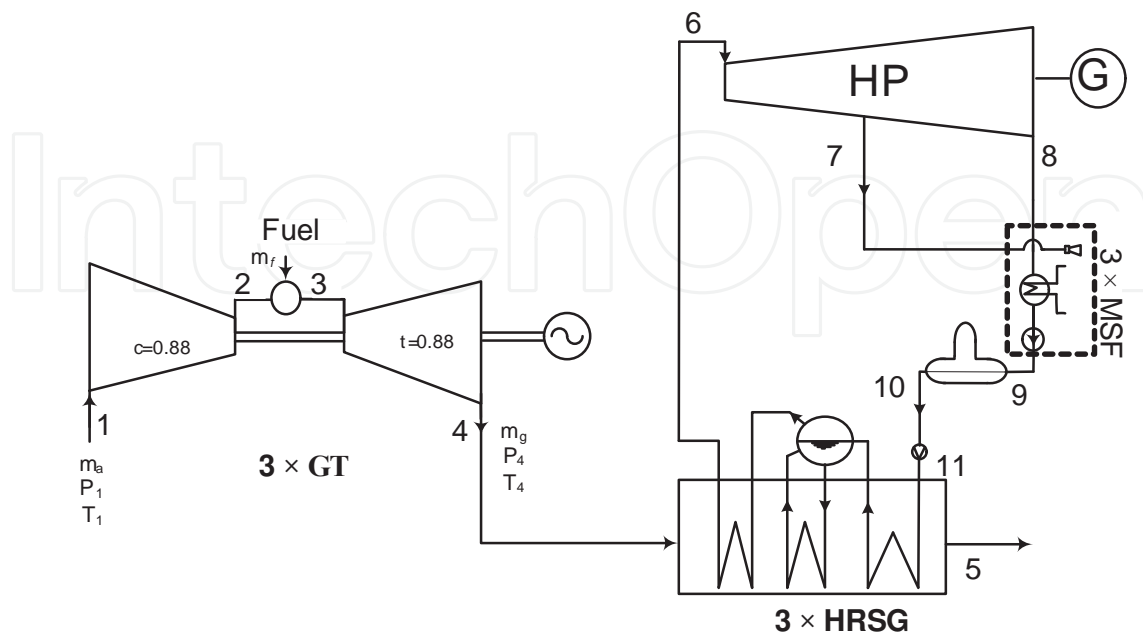 IntechOpen
6
HP
G
7
8
Fuel
m_f
2
3
c=0.88
t=0.88
3 × MSF
10
9
1
4
m_a
P_1
T_1
3 × GT
m_g
P_4
T_4
11
5
3 × HRSG